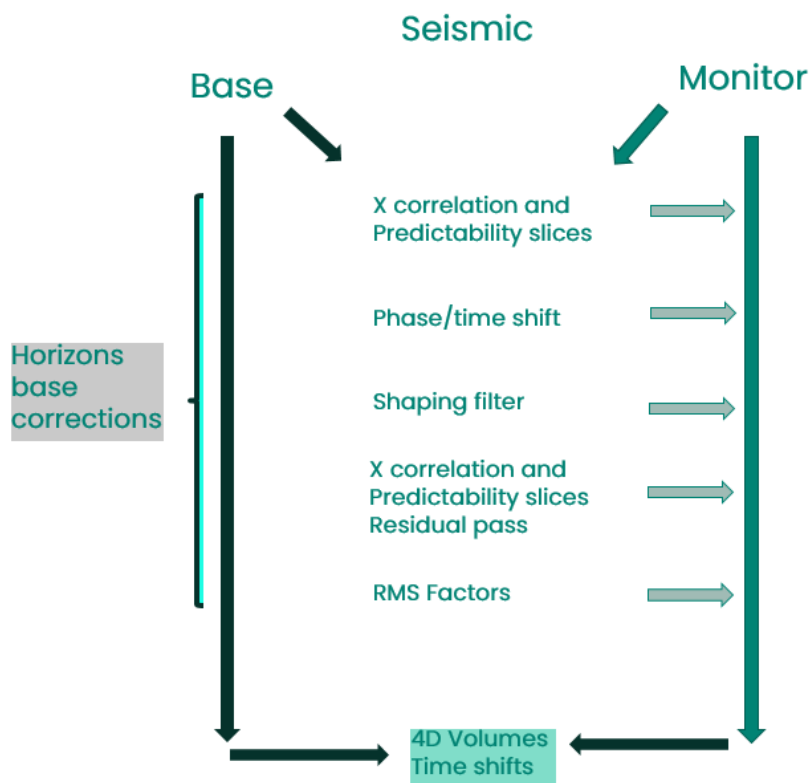 Seismic
Base
Monitor
X correlation and
Predictability slices
Phase/time shift
Horizons
base
corrections
Shaping filter
X correlation and
Predictability slices
Residual pass
RMS Factors
4D Volumes
Time shifts